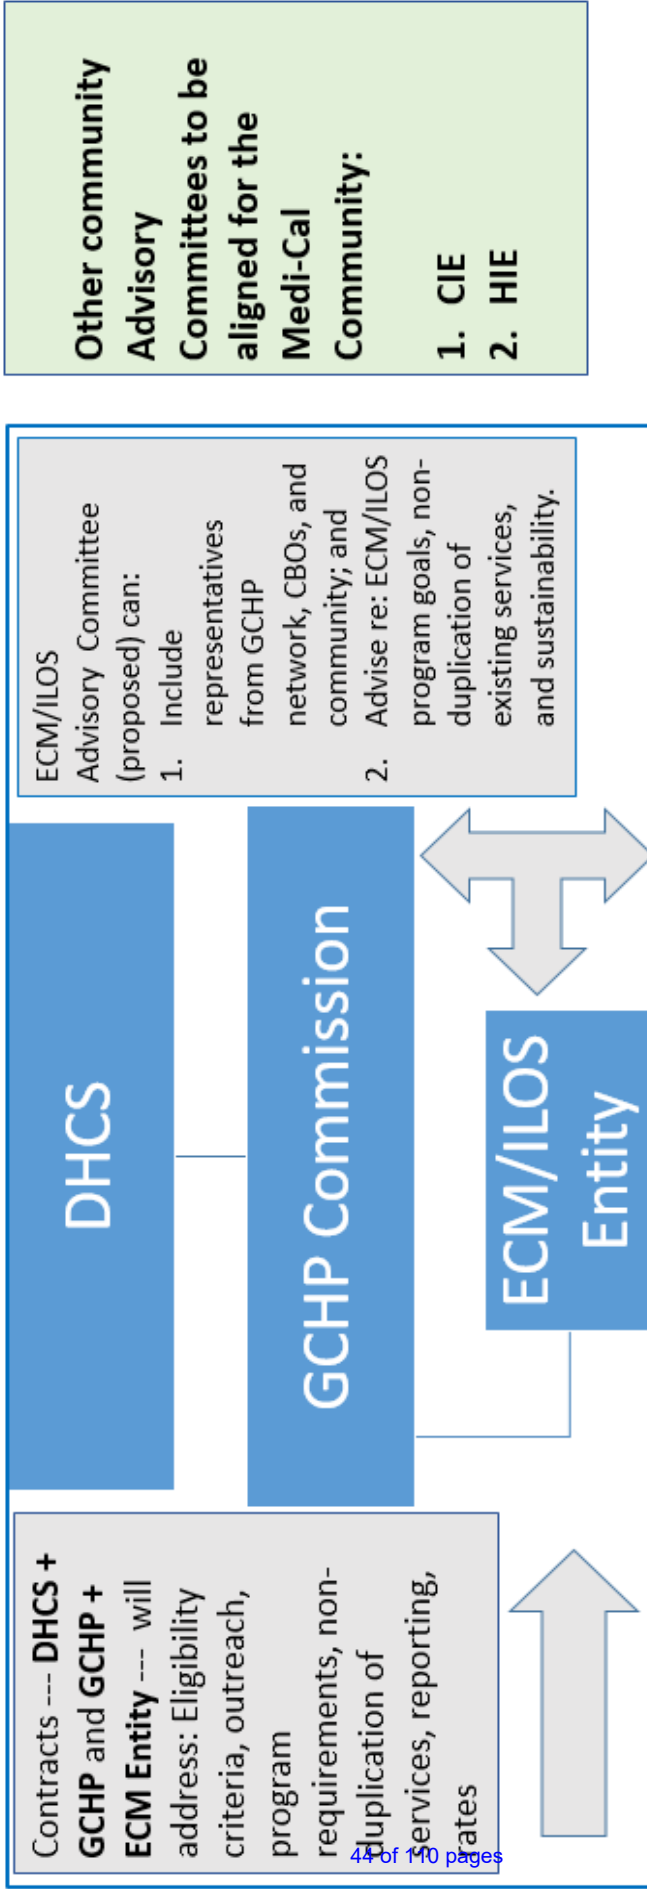 Contracts --- DHCS +
GCHP and GCHP +
ECM Entity --- will
address: Eligibility
criteria, outreach,
program
requirements, non-
duplication of
services, reporting,
rates
DHCS
GCHP Commission
ECM/ILOS
Entity
ECM/ILOS
Advisory Committee
(proposed) can:
1. Include
representatives
from GCHP
network, CBOs, and
community; and
2. Advise re: ECM/ILOS
program goals, non-
duplication of
existing services,
and sustainability.
Other community
Advisory
Committees to be
aligned for the
Medi-Cal
Community:
1. CIE
2. HIE
44 of 110 pages